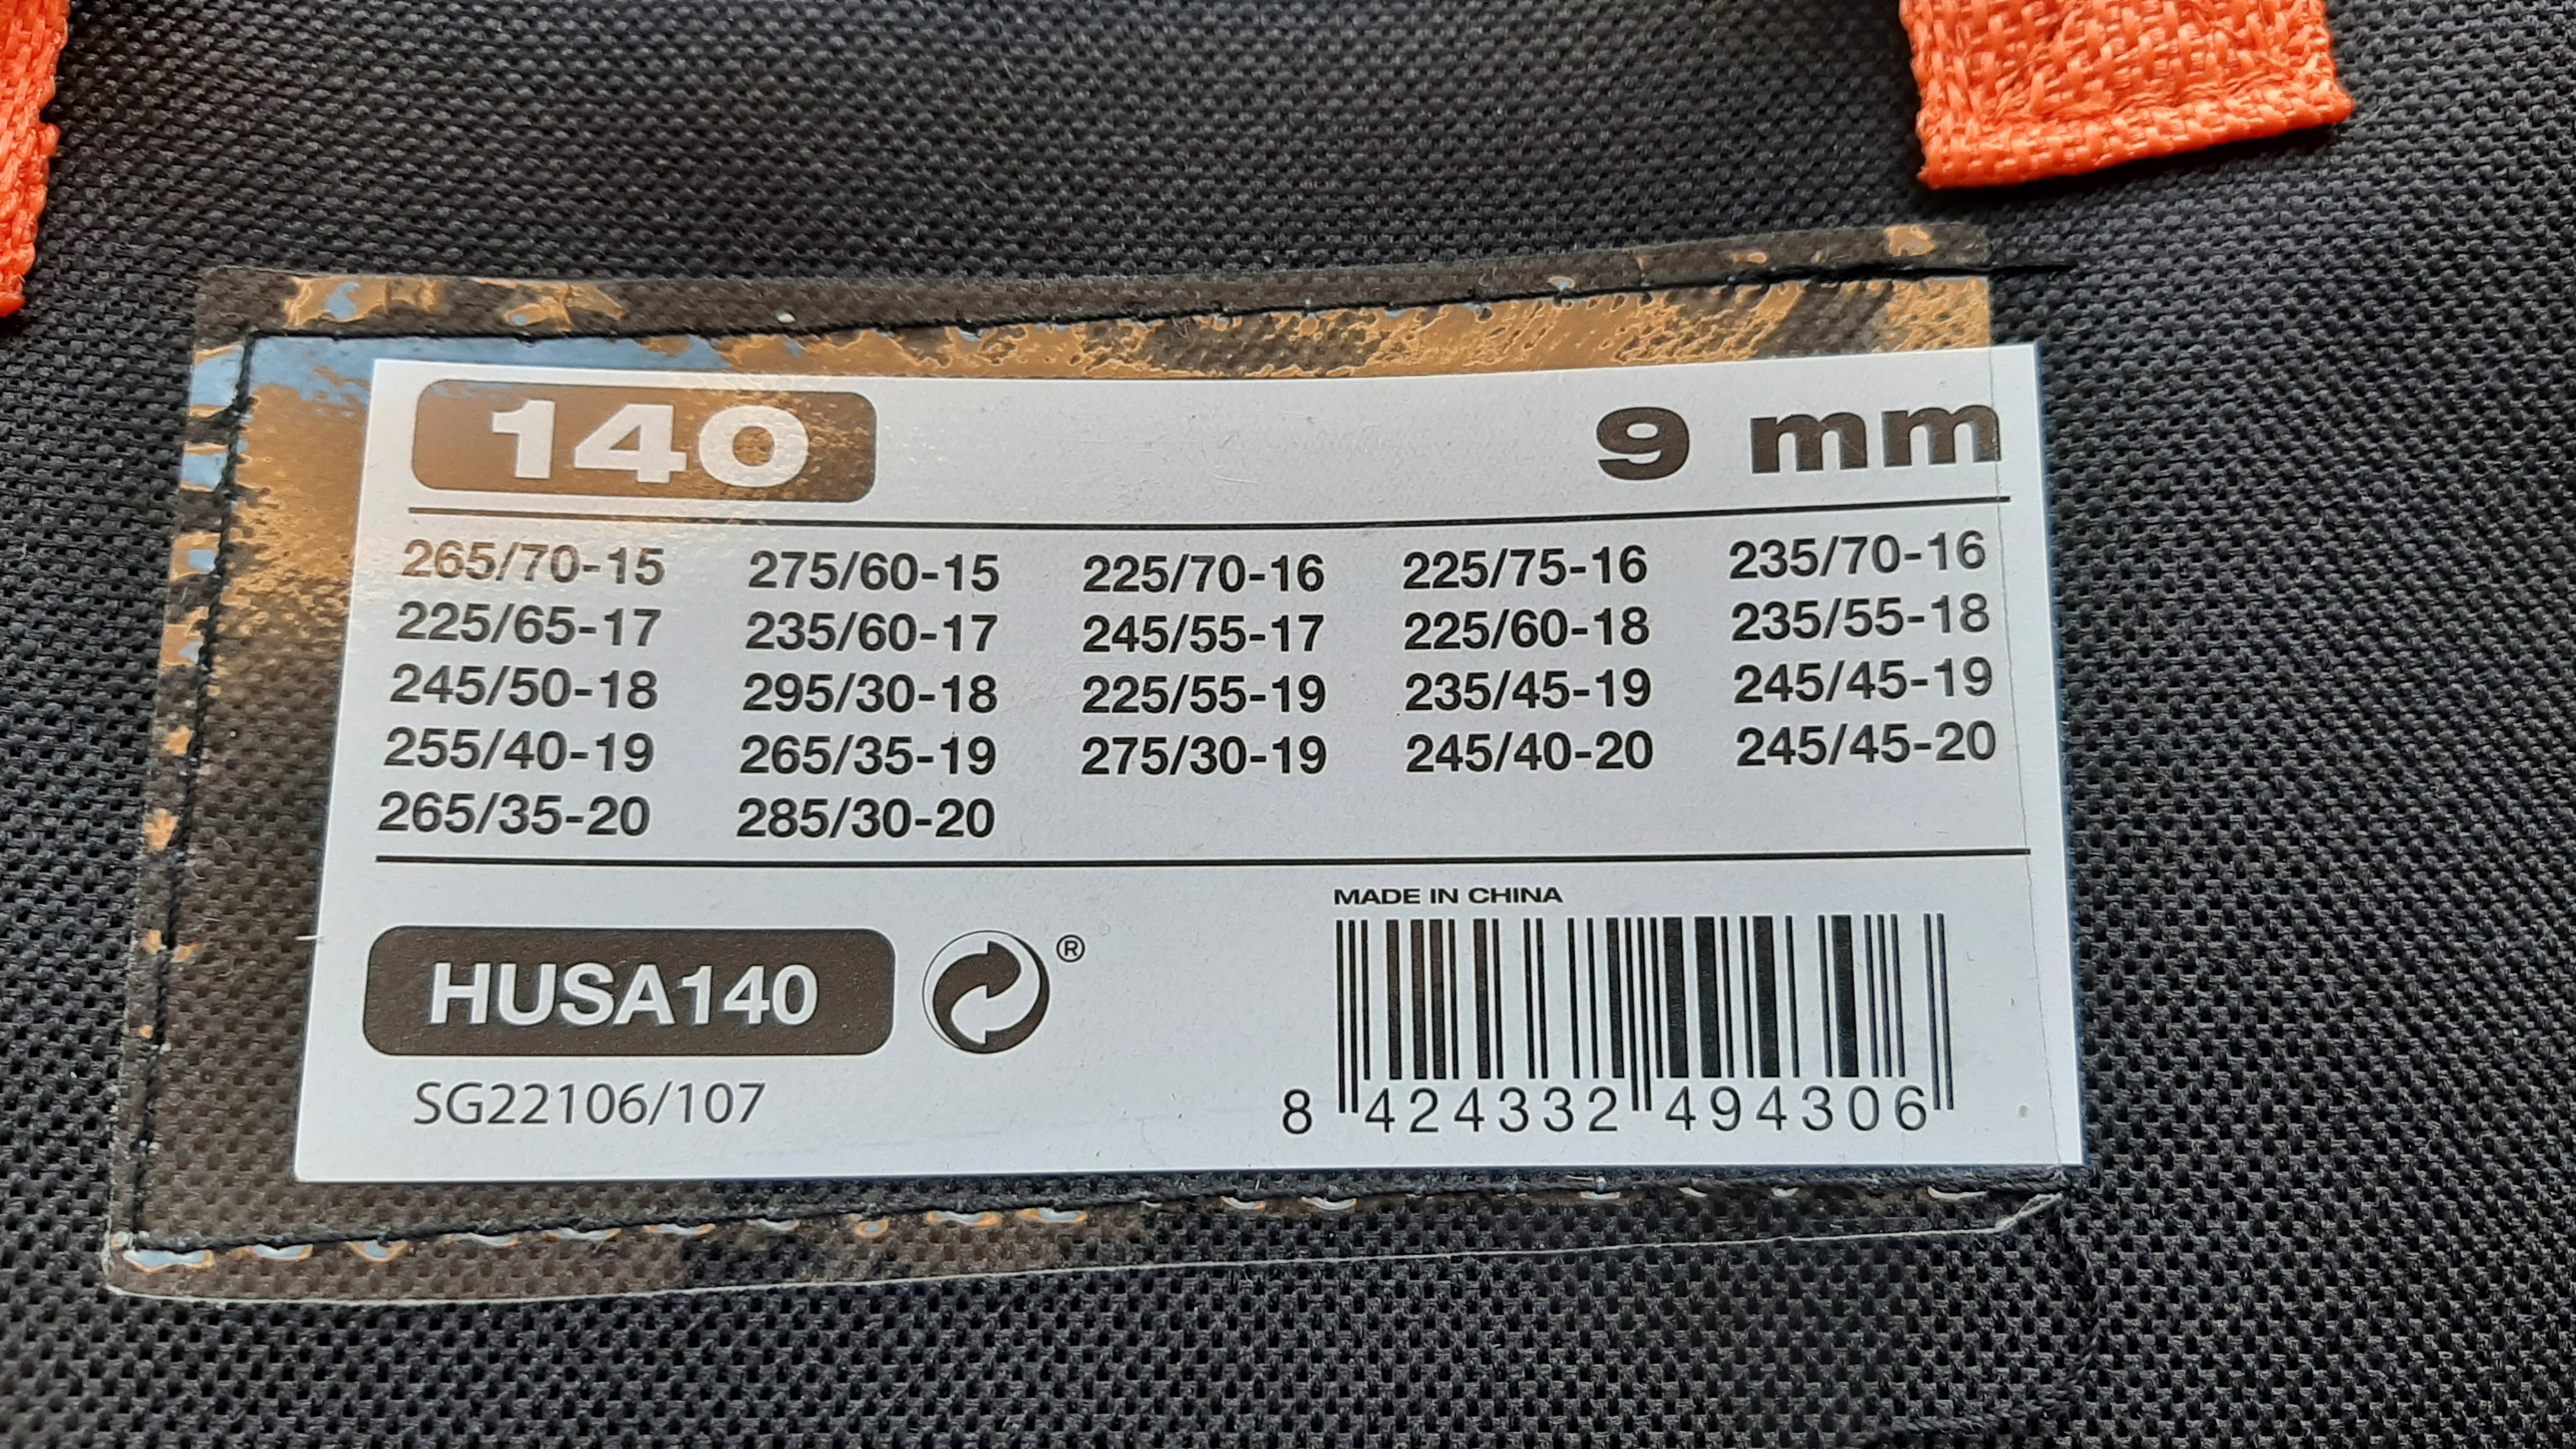 140 9 mm
265/70-15 275/60-15 225/70-16 225/75-16 235/70-16
225/65-17 235/60-17 245/55-17 225/60-18 235/55-18
245/50-18 295/30-18 225/55-19 235/45-19 245/45-19
255/40-19 265/35-19 275/30-19 245/40-20 245/45-20
265/35-20 285/30-20
MADE IN CHINA
HUSA140 ®
SG22106/107
8 424332 494306